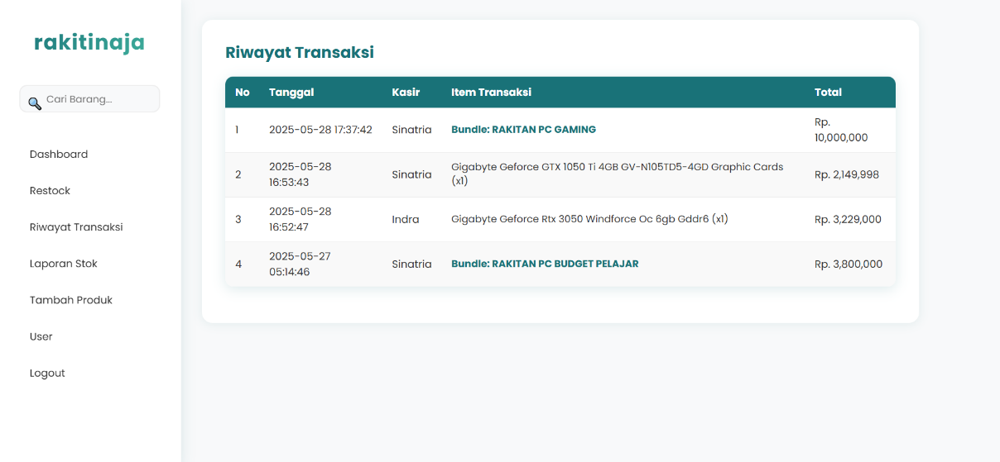 rakitinaja
Cari Barang...
Dashboard
Restock
Riwayat Transaksi
Laporan Stok
Tambah Produk
User
Logout
Riwayat Transaksi
No Tanggal Kasir Item Transaksi Total
1 2025-05-28 17:37:42 Sinatria Bundle: RAKITAN PC GAMING Rp.
10,000,000
2 2025-05-28
16:53:43 Sinatria Gigabyte Geforce GTX 1050 Ti 4GB GV-N105TD5-4GD Graphic Cards
(x1) Rp. 2,149,998
3 2025-05-28
16:52:47 Indra Gigabyte Geforce Rtx 3050 Windforce Oc 6gb Gddr6 (x1) Rp. 3,229,000
4 2025-05-27
05:14:46 Sinatria Bundle: RAKITAN PC BUDGET PELAJAR Rp. 3,800,000